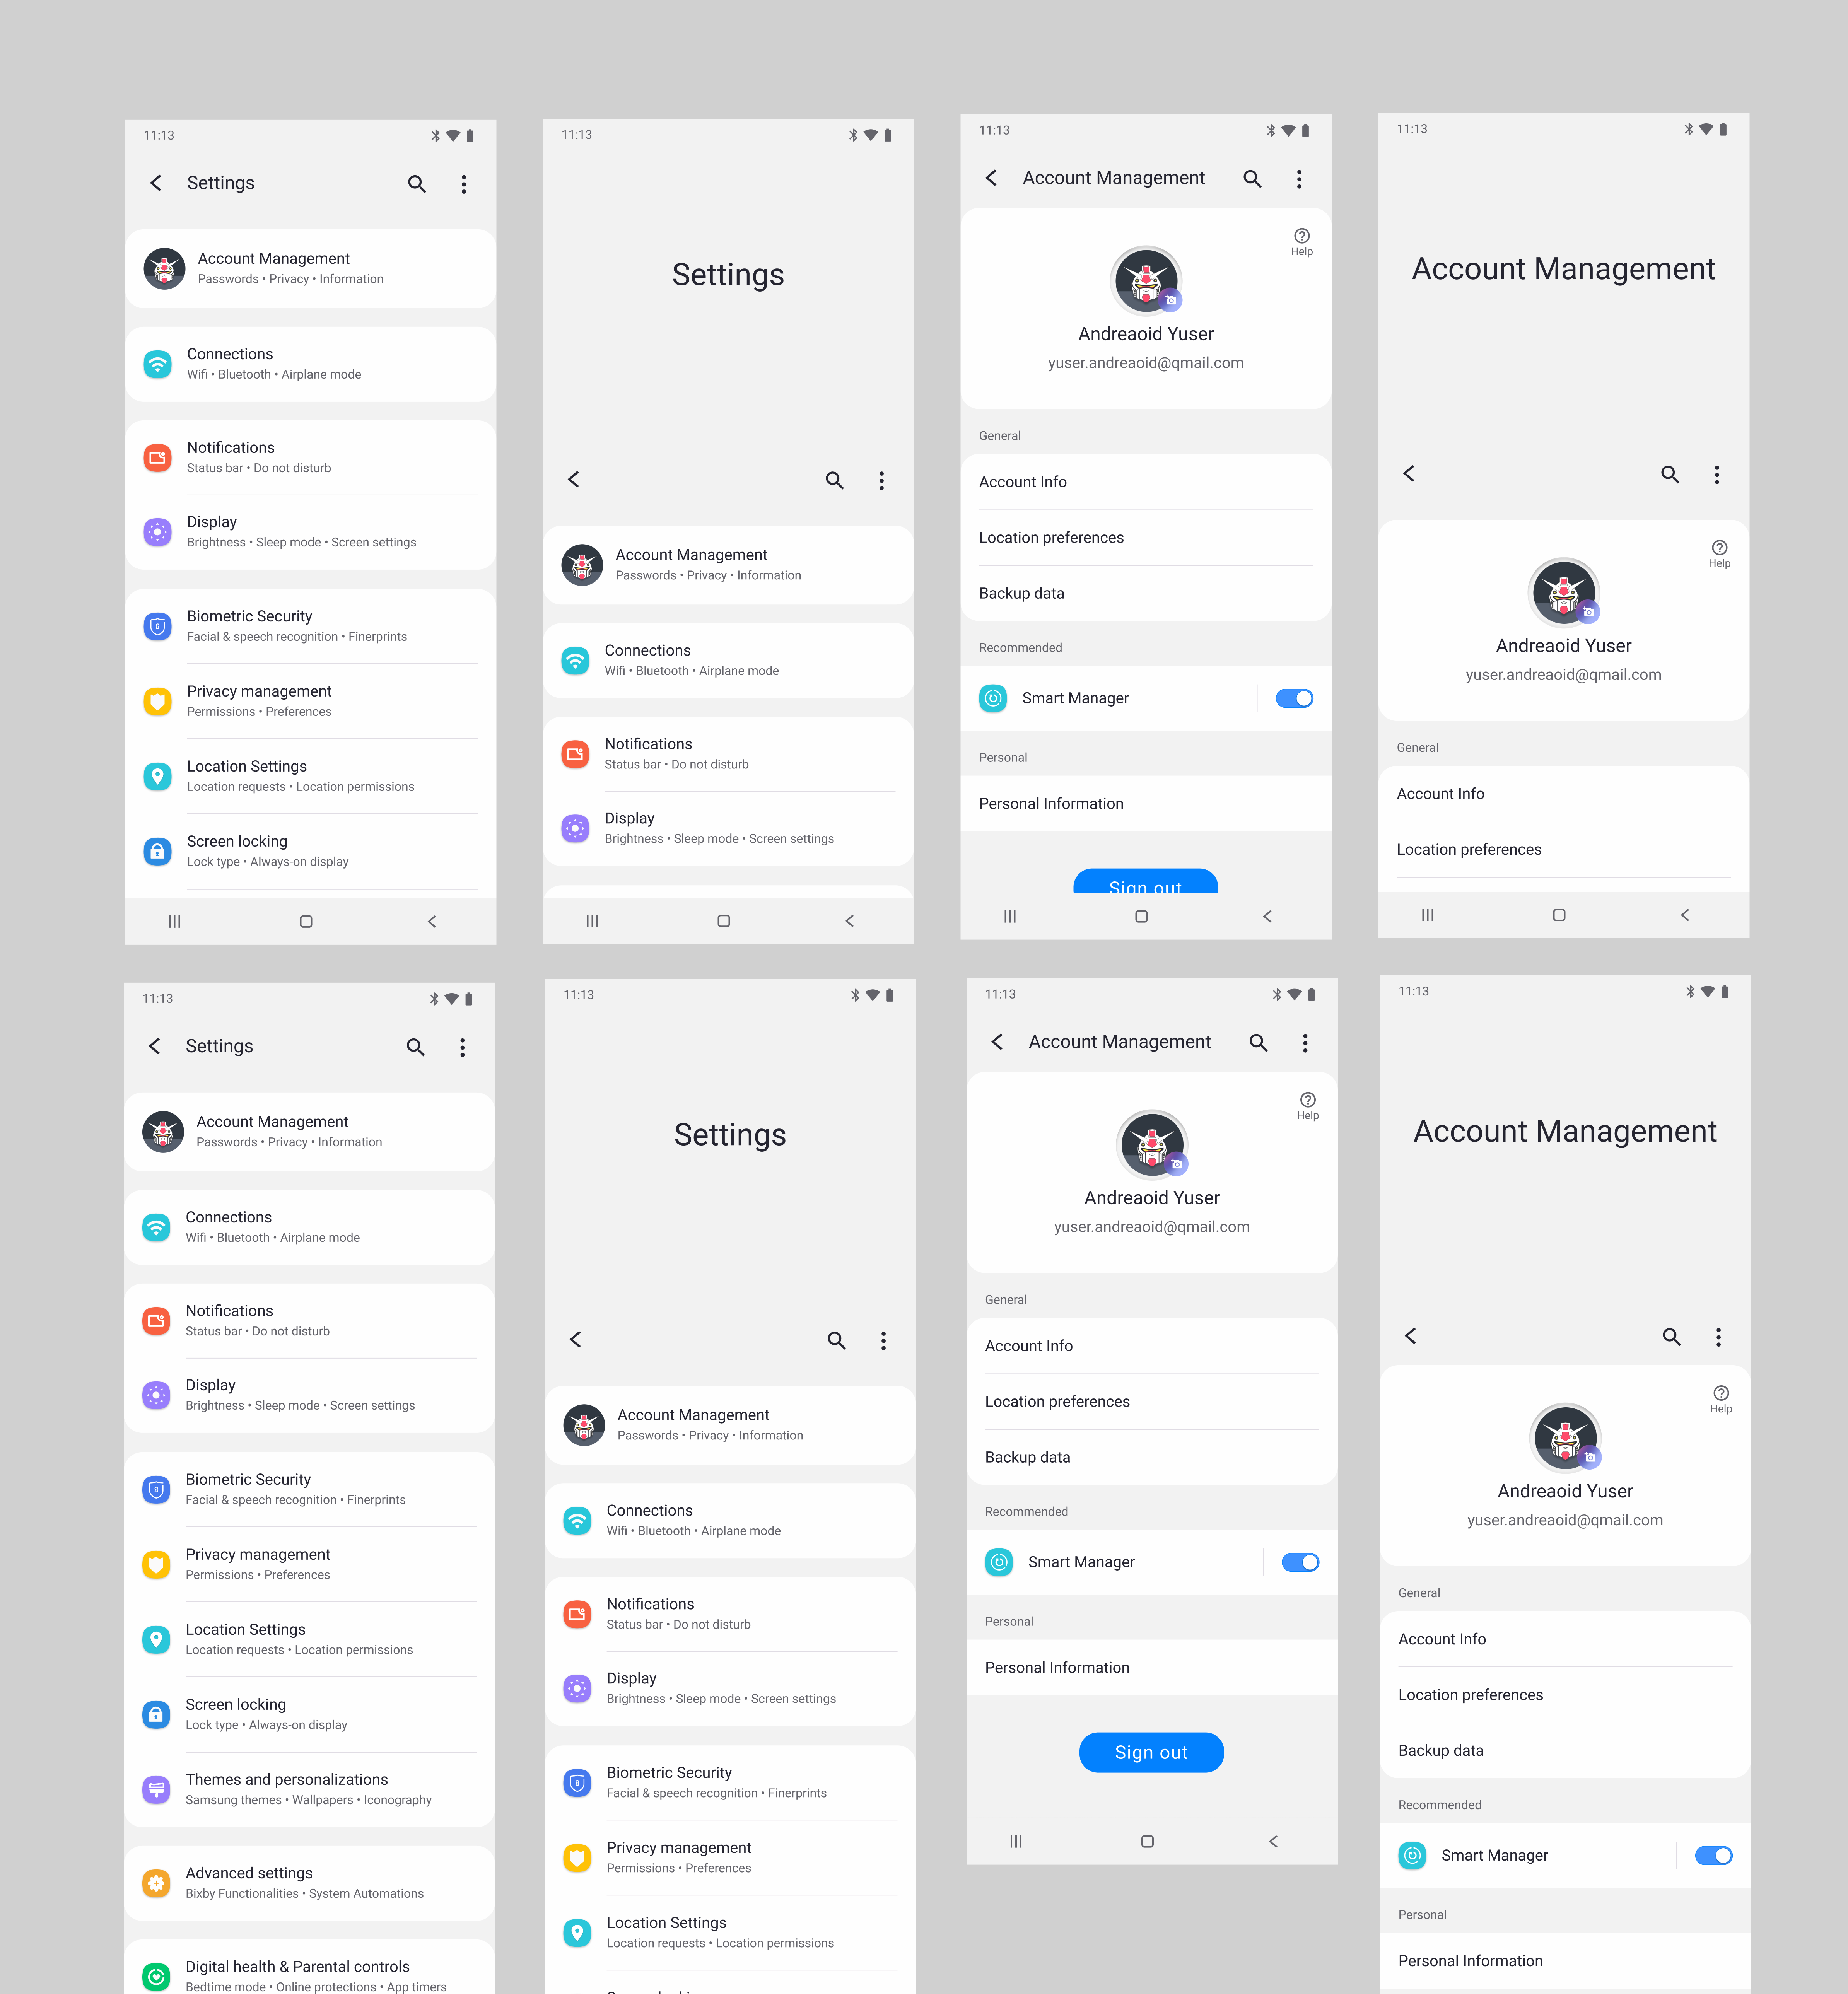 11:13
Settings
Account Management
Passwords • Privacy • Information
Connections
Wifi • Bluetooth • Airplane mode
Notifications
Status bar • Do not disturb
Display
Brightness • Sleep mode • Screen settings
Biometric Security
Facial & speech recognition • Finerprints
Privacy management
Permissions • Preferences
Location Settings
Location requests • Location permissions
Screen locking
Lock type • Always-on display
11:13
Settings
Account Management
Passwords • Privacy • Information
Connections
Wifi • Bluetooth • Airplane mode
Notifications
Status bar • Do not disturb
Display
Brightness • Sleep mode • Screen settings
11:13
Account Management
Help
Andreaoid Yuser
yuser.andreaoid@qmail.com
General
Account Info
Location preferences
Backup data
Recommended
Smart Manager
Personal
Personal Information
Sign out
11:13
Account Management
Help
Andreaoid Yuser
yuser.andreaoid@qmail.com
General
Account Info
Location preferences
11:13
Settings
Account Management
Passwords • Privacy • Information
Connections
Wifi • Bluetooth • Airplane mode
Notifications
Status bar • Do not disturb
Display
Brightness • Sleep mode • Screen settings
Biometric Security
Facial & speech recognition • Finerprints
Privacy management
Permissions • Preferences
Location Settings
Location requests • Location permissions
Screen locking
Lock type • Always-on display
Themes and personalizations
Samsung themes • Wallpapers • Iconography
Advanced settings
Bixby Functionalities • System Automations
Digital health & Parental controls
Bedtime mode • Online protections • App timers
11:13
Settings
Account Management
Passwords • Privacy • Information
Connections
Wifi • Bluetooth • Airplane mode
Notifications
Status bar • Do not disturb
Display
Brightness • Sleep mode • Screen settings
Biometric Security
Facial & speech recognition • Finerprints
Privacy management
Permissions • Preferences
Location Settings
Location requests • Location permissions
11:13
Account Management
Help
Andreaoid Yuser
yuser.andreaoid@qmail.com
General
Account Info
Location preferences
Backup data
Recommended
Smart Manager
Personal
Personal Information
Sign out
11:13
Account Management
Help
Andreaoid Yuser
yuser.andreaoid@qmail.com
General
Account Info
Location preferences
Backup data
Recommended
Smart Manager
Personal
Personal Information